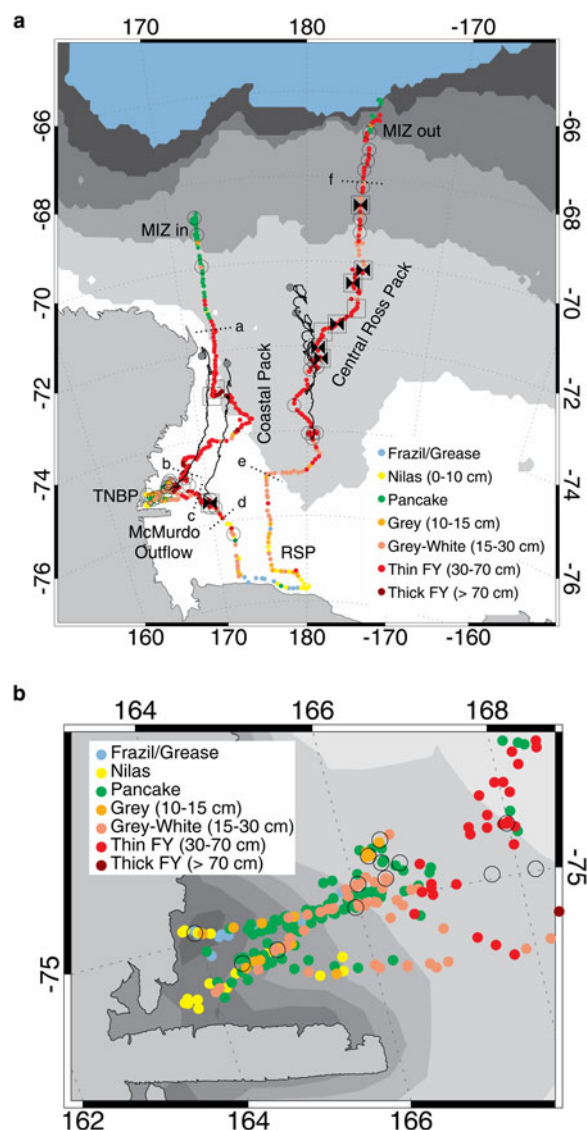 a
170 180 -170
-66
-66
MIZ out
f
-68
-68
MIZ in
-70
-70
a
Central Ross Pack
Coastal Pack
-72
-72
b
e
-74
-74
TNBP
c
d
McMurdo
Outflow
RSP
-76
-76
Frazil/Grease
Nilas (0-10 cm)
Pancake
Grey (10-15 cm)
Grey-White (15-30 cm)
Thin FY (30-70 cm)
Thick FY (> 70 cm)
160 170 180 -170 -160
b
164 166 168
Frazil/Grease
Nilas
Pancake
Grey (10-15 cm)
Grey-White (15-30 cm)
Thin FY (30-70 cm)
Thick FY (> 70 cm)
-75
-75
162 164 166